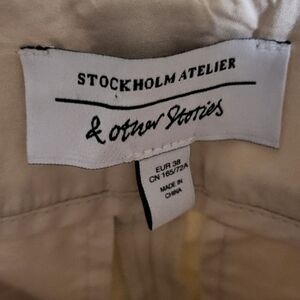 STOCKHOLM ATELIER
& other Stories
EUR 38
CN 165/72A
MADE IN
CHINA